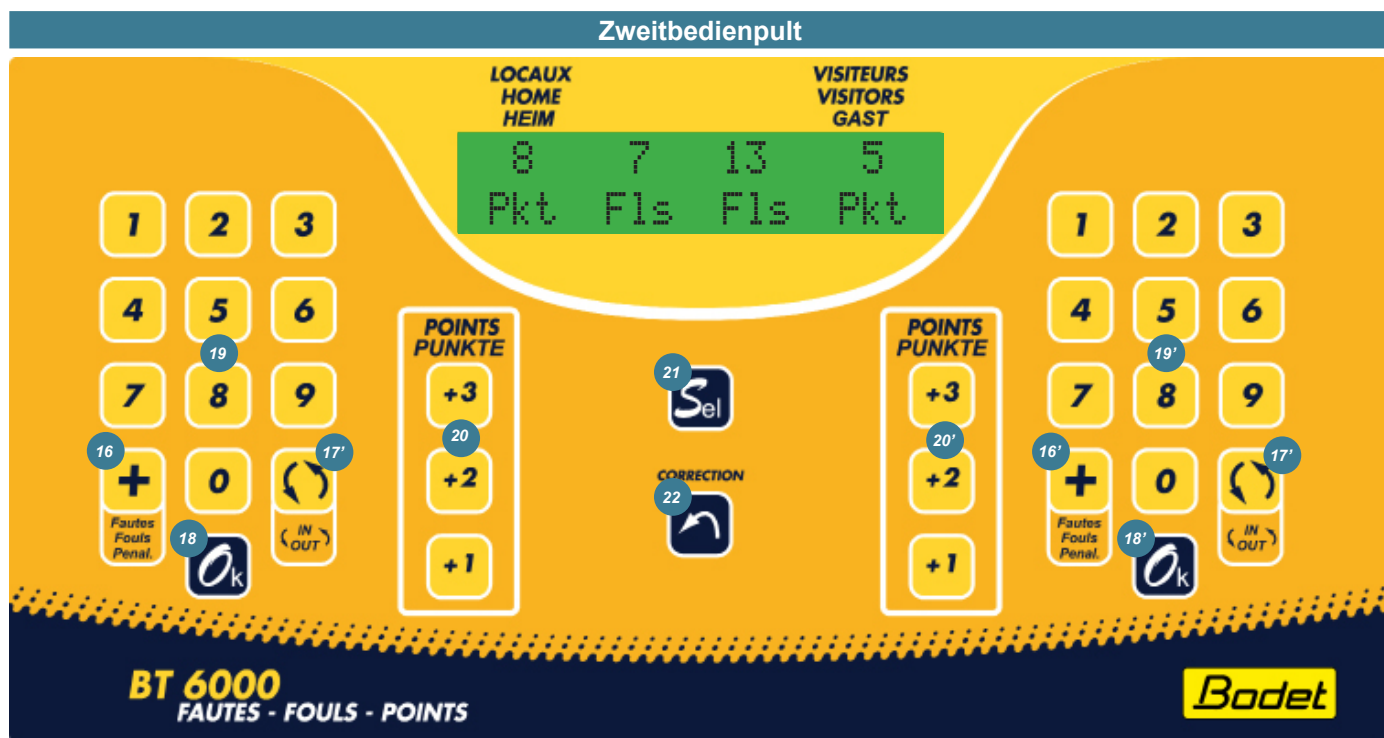 Zweitbedienpult
LOCAUX
HOME
HEIM
VISITEURS
VISITORS
GAST
8 7 13 5
Pkt Fls Fls Pkt
1 2 3
4 5 6
19
7 8 9
16
17'
+ 0
Fautes
Fouls
Penal.
IN
OUT
18
Ok
POINTS
PUNKTE
+3
20
+2
+1
21
Sel
CORRECTION
22
POINTS
PUNKTE
+3
20'
+2
+1
1 2 3
4 5 6
19'
7 8 9
16'
17'
+ 0
Fautes
Fouls
Penal.
IN
OUT
18'
Ok
BT 6000
FAUTES - FOULS - POINTS
Bodet